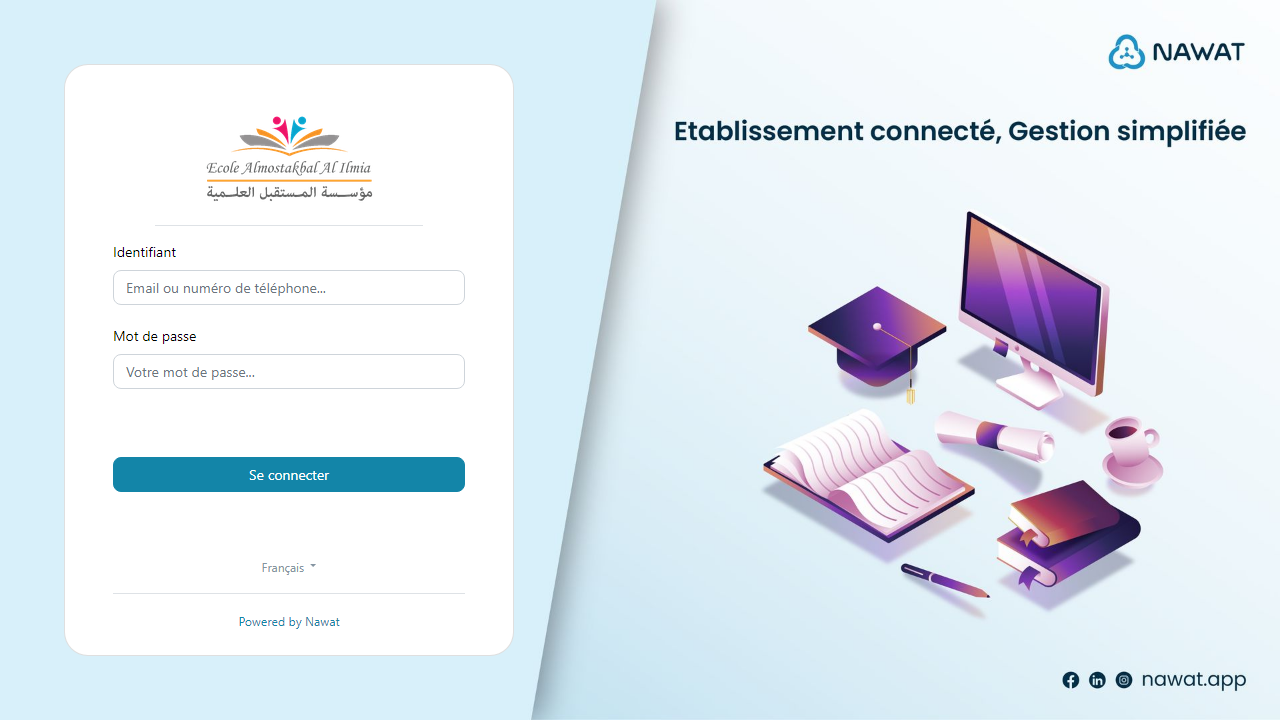 Ecole Almostakbal Al Ilmia
مؤسسة المستقبل العلمية
Identifiant
Email ou numéro de téléphone...
Mot de passe
Votre mot de passe...
Se connecter
Français
Powered by Nawat
NAWAT
Etablissement connecté, Gestion simplifiée
nawat.app